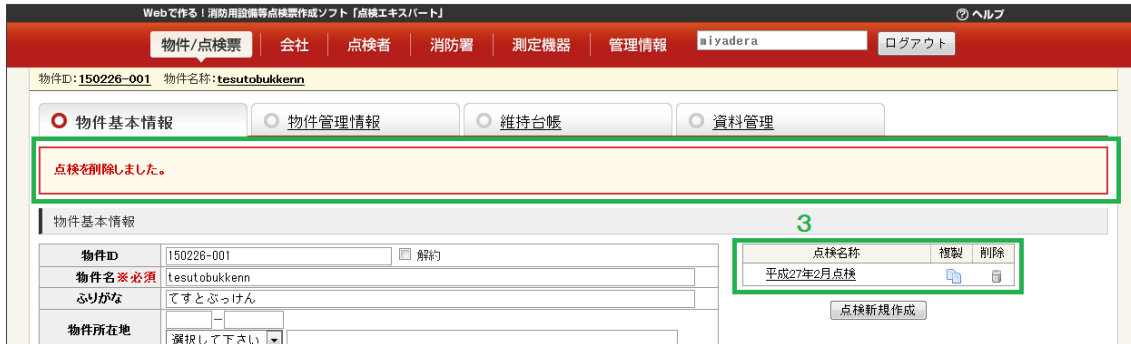 Webで作る！消防用設備等点検票作成ソフト「点検エキスパート」 ? ヘルプ
物件/点検票 会社 点検者 消防署 測定機器 管理情報 miyadera ログアウト
物件ID：150226-001 物件名称：tesutobukkenn
物件基本情報 物件管理情報 維持台帳 資料管理
点検を削除しました。
物件基本情報
3
物件ID 150226-001 解約
点検名称 複製 削除
物件名※必須 tesutobukkenn
平成27年2月点検
ふりがな てすとぶっけん
点検新規作成
物件所在地 −
選択して下さい